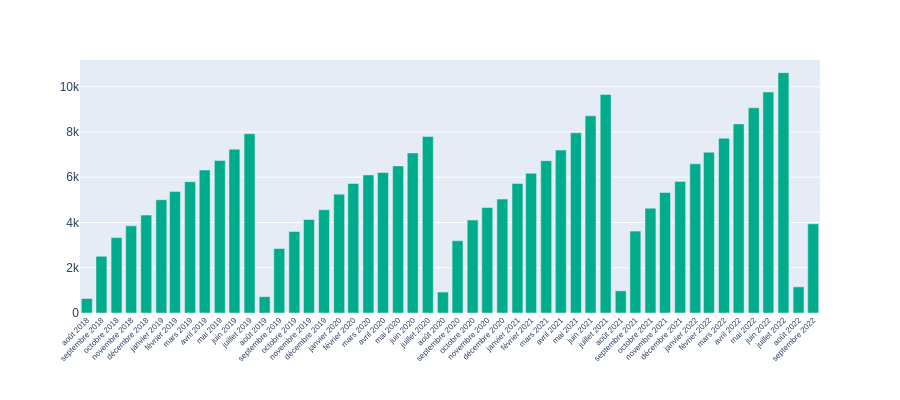 10k
8k
6k
4k
2k
0
août 2018
septembre 2018
octobre 2018
novembre 2018
décembre 2018
janvier 2019
février 2019
mars 2019
avril 2019
mai 2019
juin 2019
juillet 2019
août 2019
septembre 2019
octobre 2019
novembre 2019
décembre 2019
janvier 2020
février 2020
mars 2020
avril 2020
mai 2020
juin 2020
juillet 2020
août 2020
septembre 2020
octobre 2020
novembre 2020
décembre 2020
janvier 2021
février 2021
mars 2021
avril 2021
mai 2021
juin 2021
juillet 2021
août 2021
septembre 2021
octobre 2021
novembre 2021
décembre 2021
janvier 2022
février 2022
mars 2022
avril 2022
mai 2022
juin 2022
juillet 2022
août 2022
septembre 2022